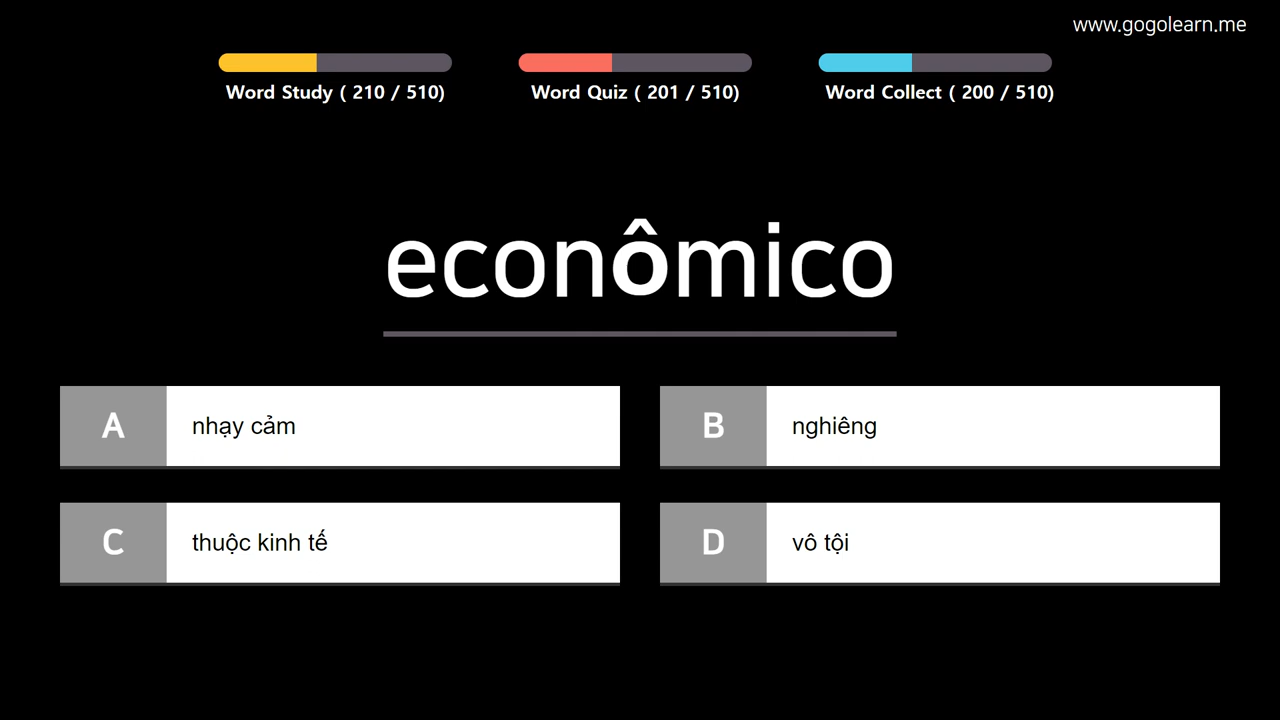 www.gogolearn.me
Word Study ( 210 / 510)
Word Quiz ( 201 / 510)
Word Collect ( 200 / 510)
econômico
A nhạy cảm
B nghiêng
C thuộc kinh tế
D vô tội